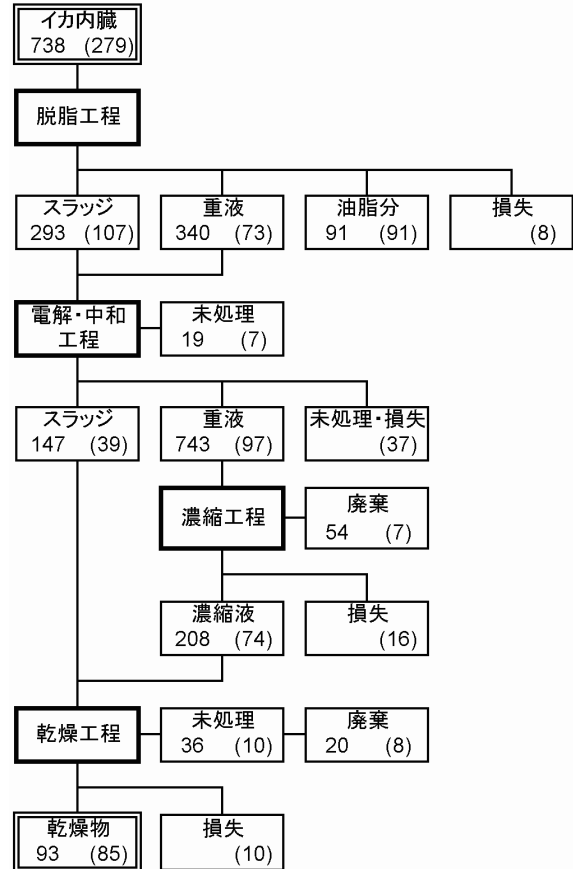 イカ内臓
738 (279)
脱脂工程
スラッジ
293 (107)
重液
340 (73)
油脂分
91 (91)
損失
(8)
電解・中和
工程
未処理
19 (7)
スラッジ
147 (39)
重液
743 (97)
未処理・損失
(37)
濃縮工程
廃棄
54 (7)
濃縮液
208 (74)
損失
(16)
乾燥工程
未処理
36 (10)
廃棄
20 (8)
乾燥物
93 (85)
損失
(10)